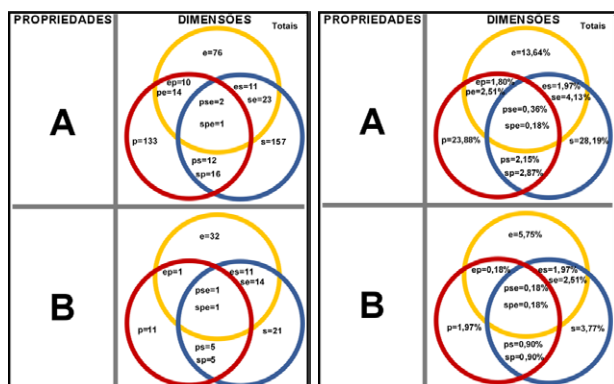 PROPRIEDADES
DIMENSÕES
Totais
A
e=76
ep=10
pe=14
es=11
se=23
pse=2
spe=1
p=133
s=157
ps=12
sp=16
B
e=32
ep=1
es=11
se=14
pse=1
spe=1
p=11
s=21
ps=5
sp=5
PROPRIEDADES
DIMENSÕES
Totais
A
e=13,64%
ep=1,80%
pe=2,51%
es=1,97%
se=4,13%
pse=0,36%
spe=0,18%
p=23,88%
s=28,19%
ps=2,15%
sp=2,87%
B
e=5,75%
ep=0,18%
es=1,97%
se=2,51%
pse=0,18%
spe=0,18%
p=1,97%
s=3,77%
ps=0,90%
sp=0,90%